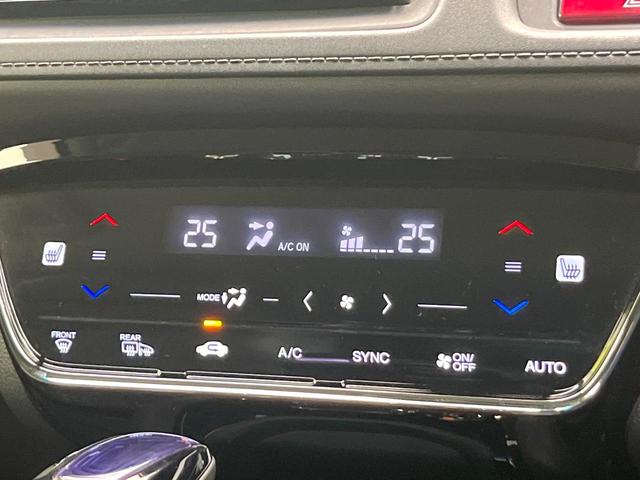 25 A/C ON 25
MODE
FRONT REAR
A/C SYNC ON/OFF AUTO